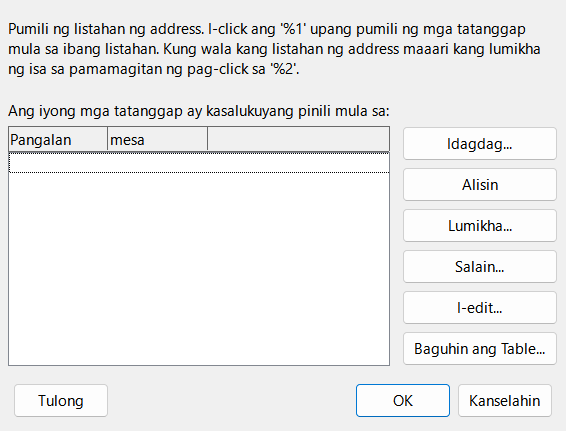 Pumili ng listahan ng address. I-click ang '%1' upang pumili ng mga tatanggap
mula sa ibang listahan. Kung wala kang listahan ng address maaari kang lumikha
ng isa sa pamamagitan ng pag-click sa '%2'.
Ang iyong mga tatanggap ay kasalukuyang pinili mula sa:
Pangalan mesa
Idagdag...
Alisin
Lumikha...
Salain...
I-edit...
Baguhin ang Table...
Tulong OK Kanselahin